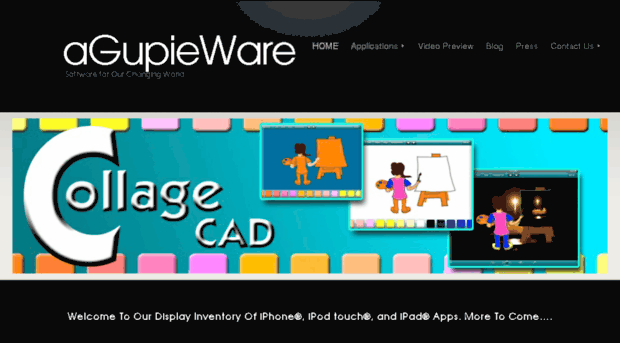 aGupieWare
Software for Our Changing World
HOME Applications Video Preview Blog Press Contact Us
Collage
CAD
Welcome To Our Display Inventory Of iPhone®, iPod touch®, and iPad® Apps. More To Come....